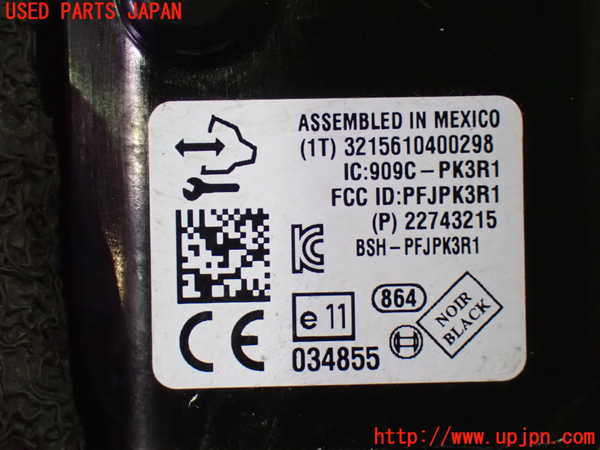 USED PARTS JAPAN
ASSEMBLED IN MEXICO
(1T) 3215610400298
IC:909C-PK3R1
FCC ID:PFJPK3R1
(P) 22743215
BSH-PFJPK3R1
CE
e 11
034855
864
NOIR
BLACK
UPJ http://www.upjpn.com